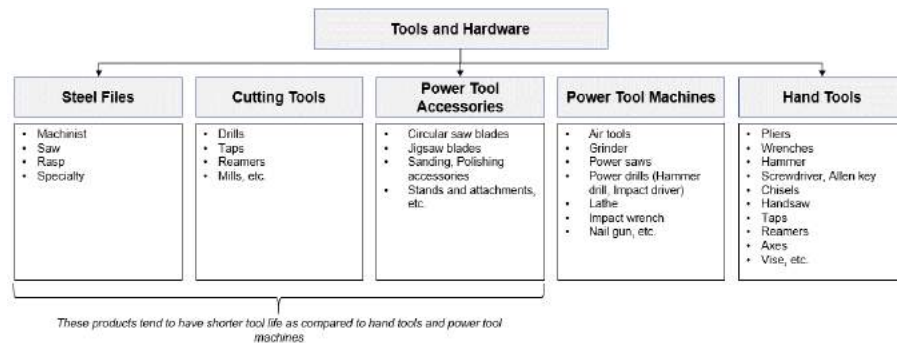 Tools and Hardware
Steel Files
• Machinist
• Saw
• Rasp
• Specialty
Cutting Tools
• Drills
• Taps
• Reamers
• Mills, etc.
Power Tool
Accessories
• Circular saw blades
• Jigsaw blades
• Sanding, Polishing
accessories
• Stands and attachments,
etc.
Power Tool Machines
• Air tools
• Grinder
• Power saws
• Power drills (Hammer
drill, Impact driver)
• Lathe
• Impact wrench
• Nail gun, etc.
Hand Tools
• Pliers
• Wrenches
• Hammer
• Screwdriver, Allen key
• Chisels
• Handsaw
• Taps
• Reamers
• Axes
• Vise, etc.
These products tend to have shorter tool life as compared to hand tools and power tool
machines